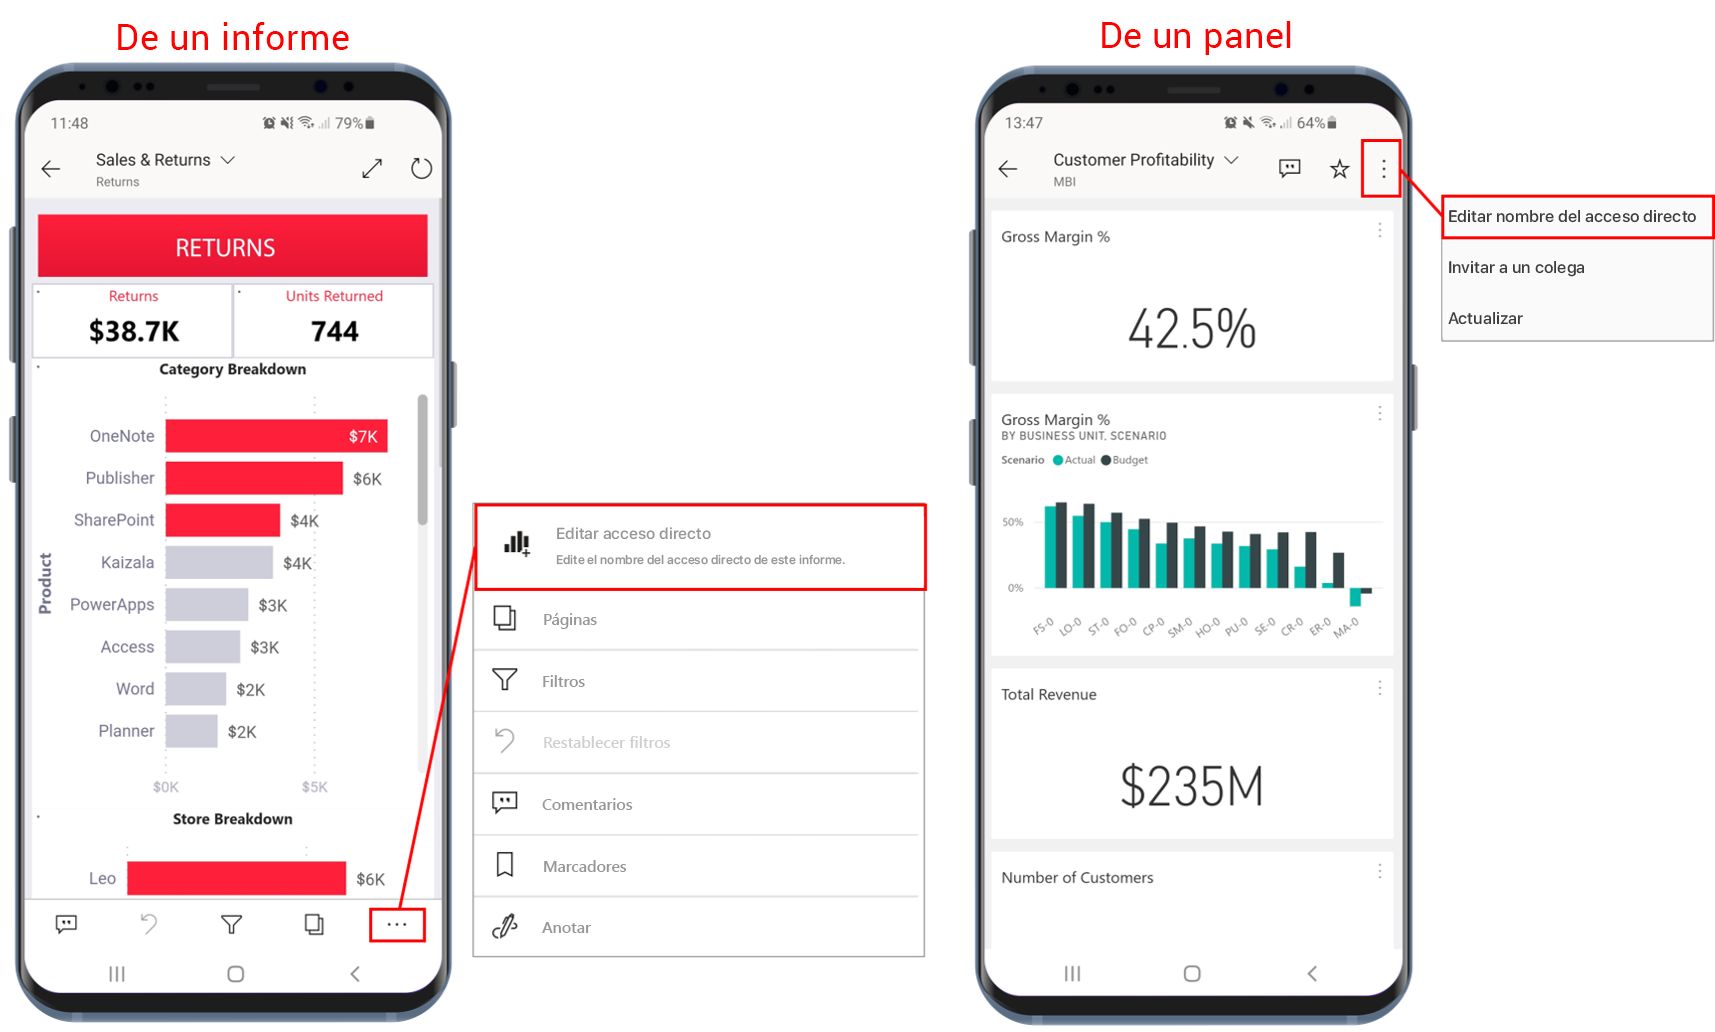 De un informe
11:48
79%
Sales & Returns
Returns
RETURNS
Returns
Units Returned
$38.7K
744
Category Breakdown
Product
OneNote
$7K
Publisher
$6K
SharePoint
$4K
Kaizala
$4K
PowerApps
$3K
Access
$3K
Word
$2K
Planner
$2K
$0K
$5K
Store Breakdown
Leo
$6K
Editar acceso directo
Edite el nombre del acceso directo de este informe.
Páginas
Filtros
Restablecer filtros
Comentarios
Marcadores
Anotar
De un panel
13:47
64%
Customer Profitability
MBI
Gross Margin %
42.5%
Gross Margin %
BY BUSINESS UNIT, SCENARIO
Scenario Actual Budget
50%
0%
FS-0
LO-0
ST-0
FO-0
CP-0
SM-0
HO-0
PU-0
SE-0
CR-0
ER-0
MA-0
Total Revenue
$235M
Number of Customers
Editar nombre del acceso directo
Invitar a un colega
Actualizar